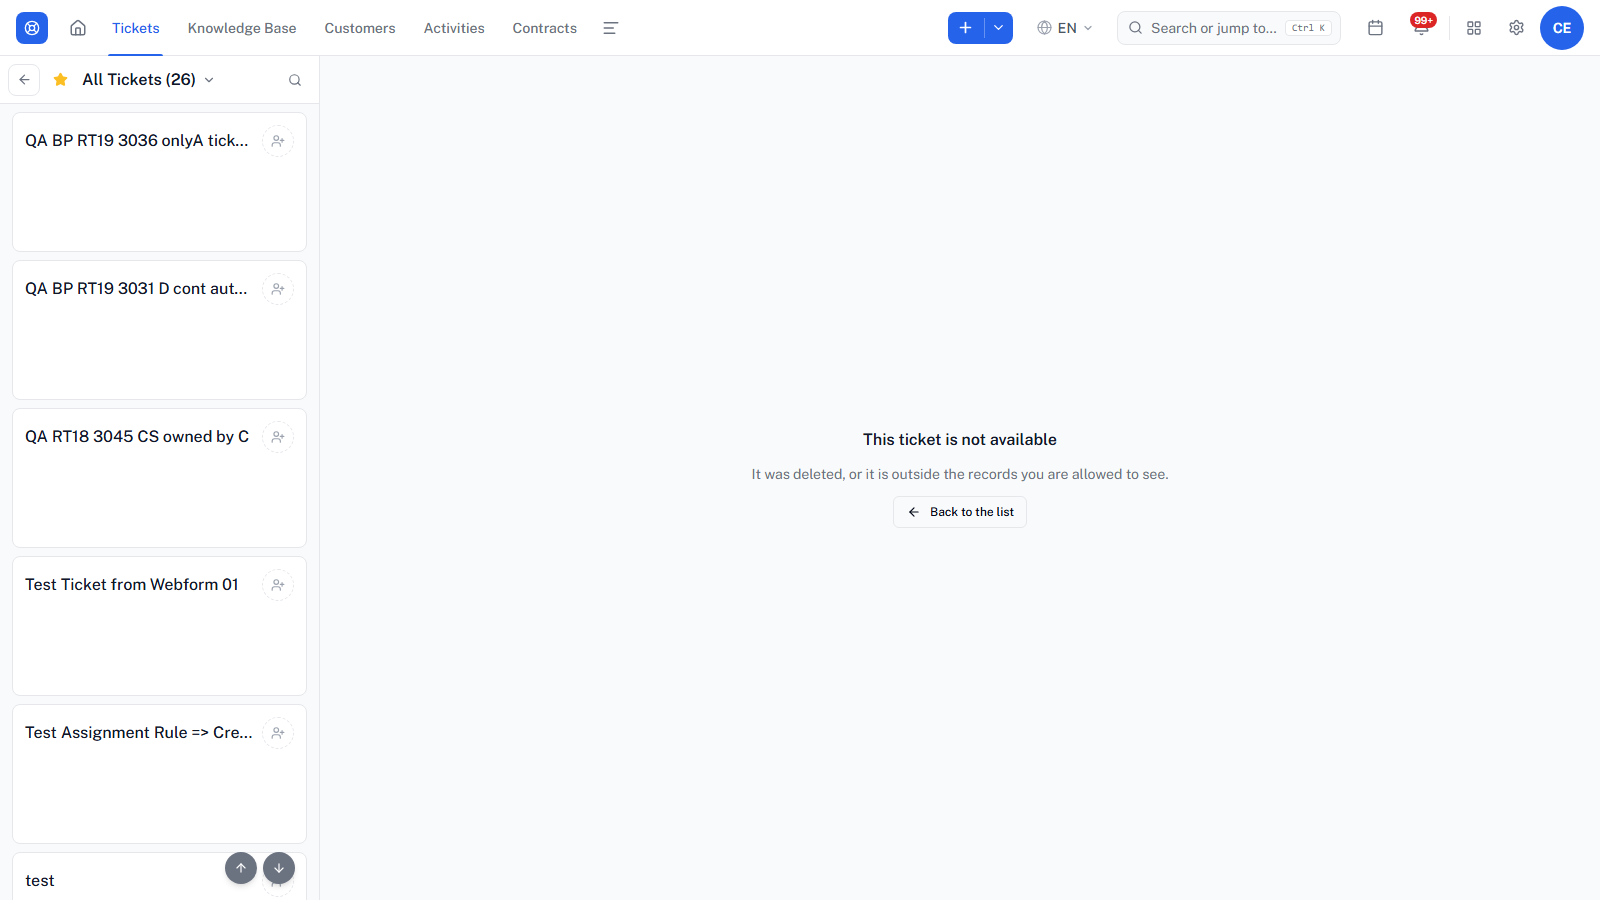 Tickets
Knowledge Base
Customers
Activities
Contracts
EN
Search or jump to...
Ctrl K
99+
CE
All Tickets (26)
QA BP RT19 3036 onlyA tick...
QA BP RT19 3031 D cont aut...
QA RT18 3045 CS owned by C
Test Ticket from Webform 01
Test Assignment Rule => Cre...
test
This ticket is not available
It was deleted, or it is outside the records you are allowed to see.
Back to the list